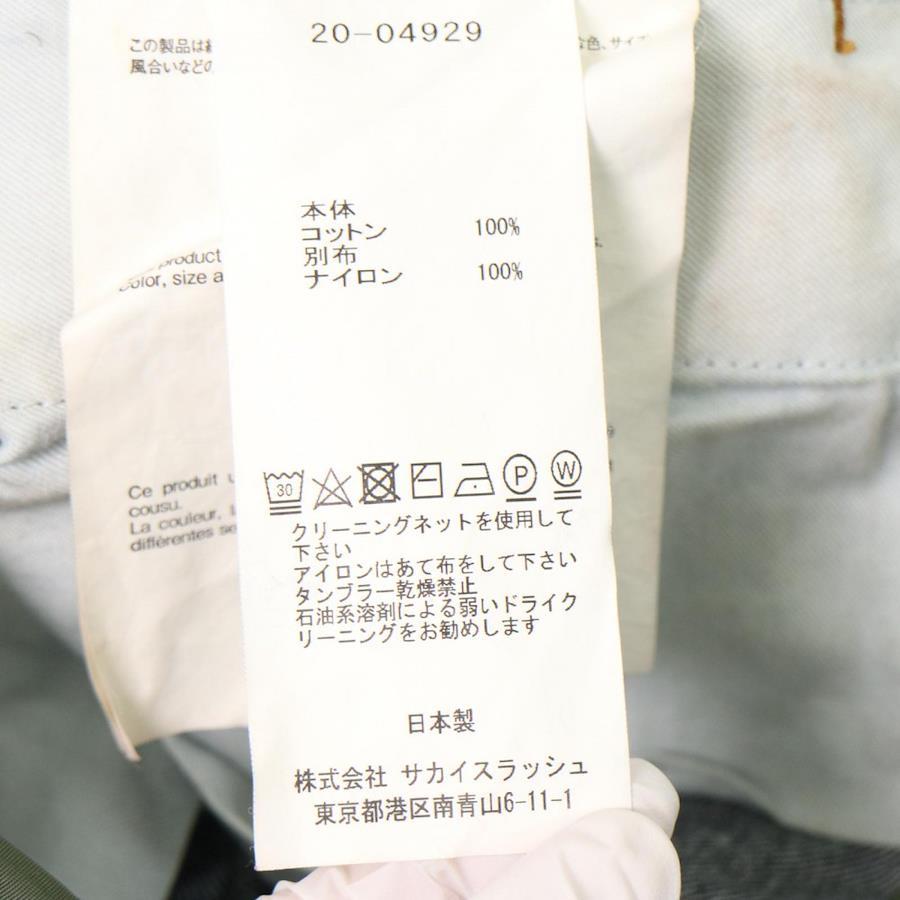 20-04929
この製品は
風合いなどの
な色、サイズ
product
color, size a
Ce produit u
cousu.
La couleur,
différentes se
本体
コットン 100%
別布
ナイロン 100%
30
P
W
クリーニングネットを使用して
下さい
アイロンはあて布をして下さい
タンブラー乾燥禁止
石油系溶剤による弱いドライク
リーニングをお勧めします
日本製
株式会社 サカイスラッシュ
東京都港区南青山6-11-1